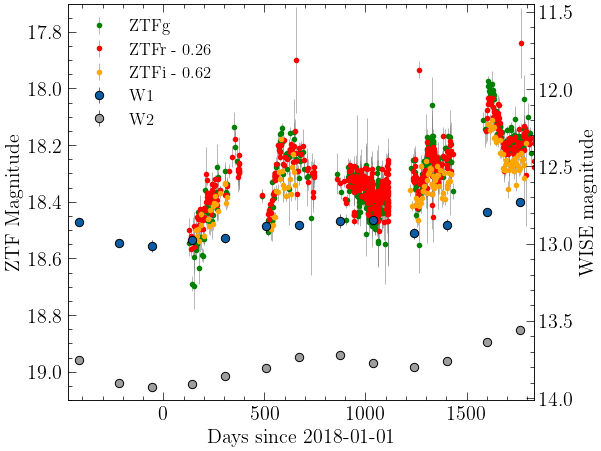 ZTFg
ZTFr - 0.26
ZTFi - 0.62
W1
W2
17.8
18.0
18.2
18.4
18.6
18.8
19.0
ZTF Magnitude
11.5
12.0
12.5
13.0
13.5
14.0
WISE magnitude
0
500
1000
1500
Days since 2018-01-01